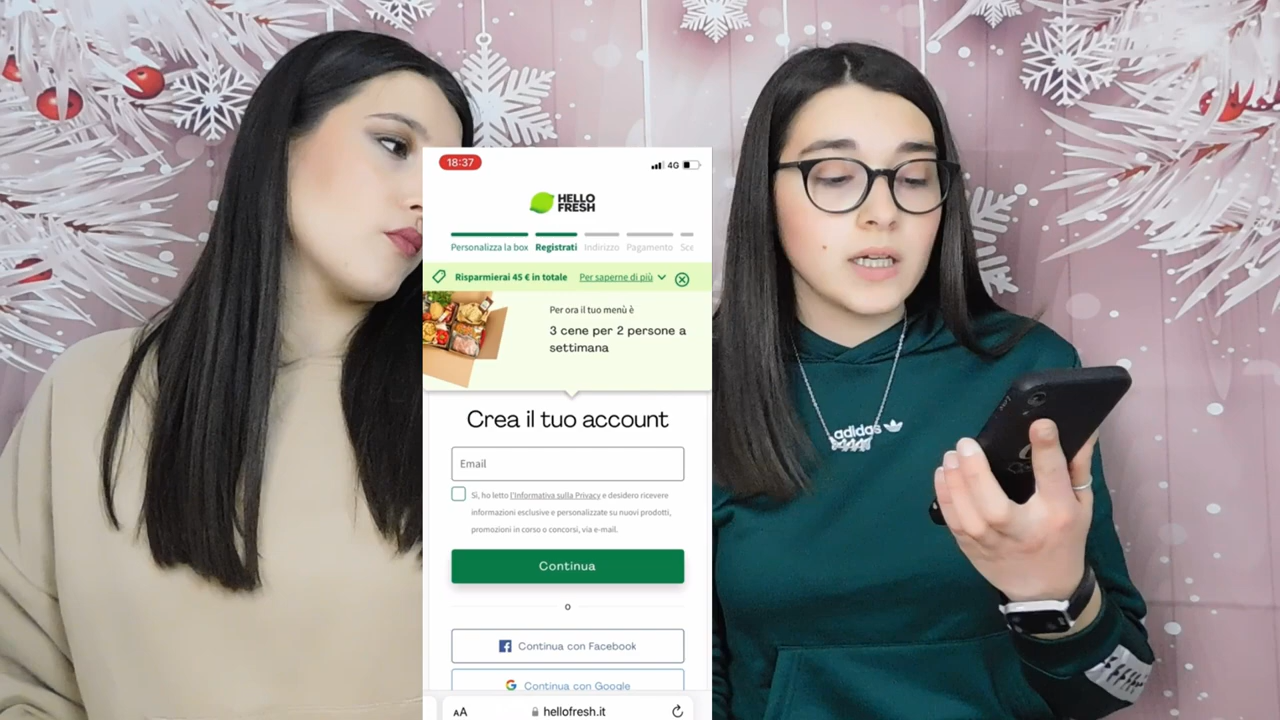 18:37
4G
HELLO
FRESH
Personalizza la box Registrati Indirizzo Pagamento Sce
Risparmierai 45 € in totale Per saperne di più
Per ora il tuo menù è
3 cene per 2 persone a
settimana
Crea il tuo account
Email
Sì, ho letto l'Informativa sulla Privacy e desidero ricevere
informazioni esclusive e personalizzate su nuovi prodotti,
promozioni in corso o concorsi, via e-mail.
Continua
o
Continua con Facebook
Continua con Google
AA hellofresh.it
adidas